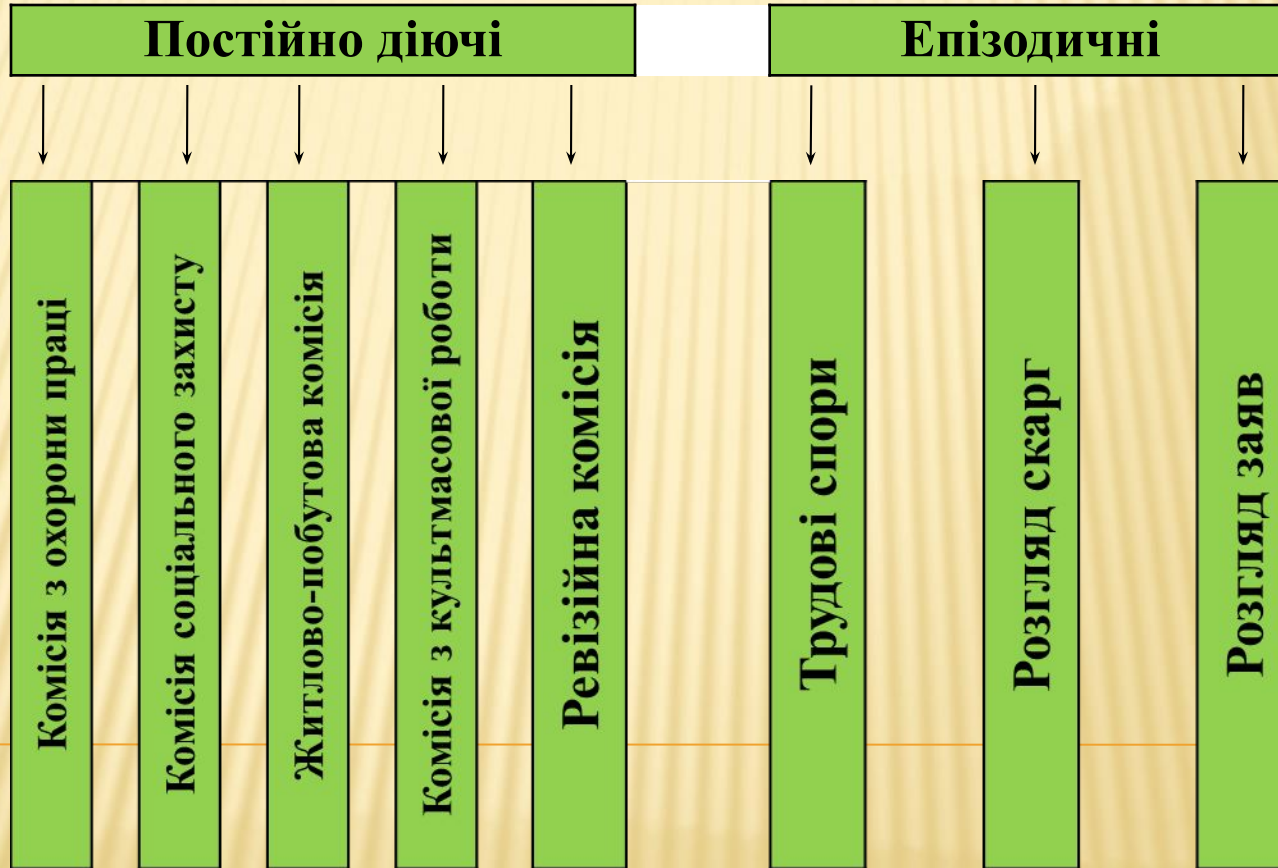 Постійно діючі
Епізодичні
Комісія з охорони праці
Комісія соціального захисту
Житлово-побутова комісія
Комісія з культмасової роботи
Ревізійна комісія
Трудові спори
Розгляд скарг
Розгляд заяв